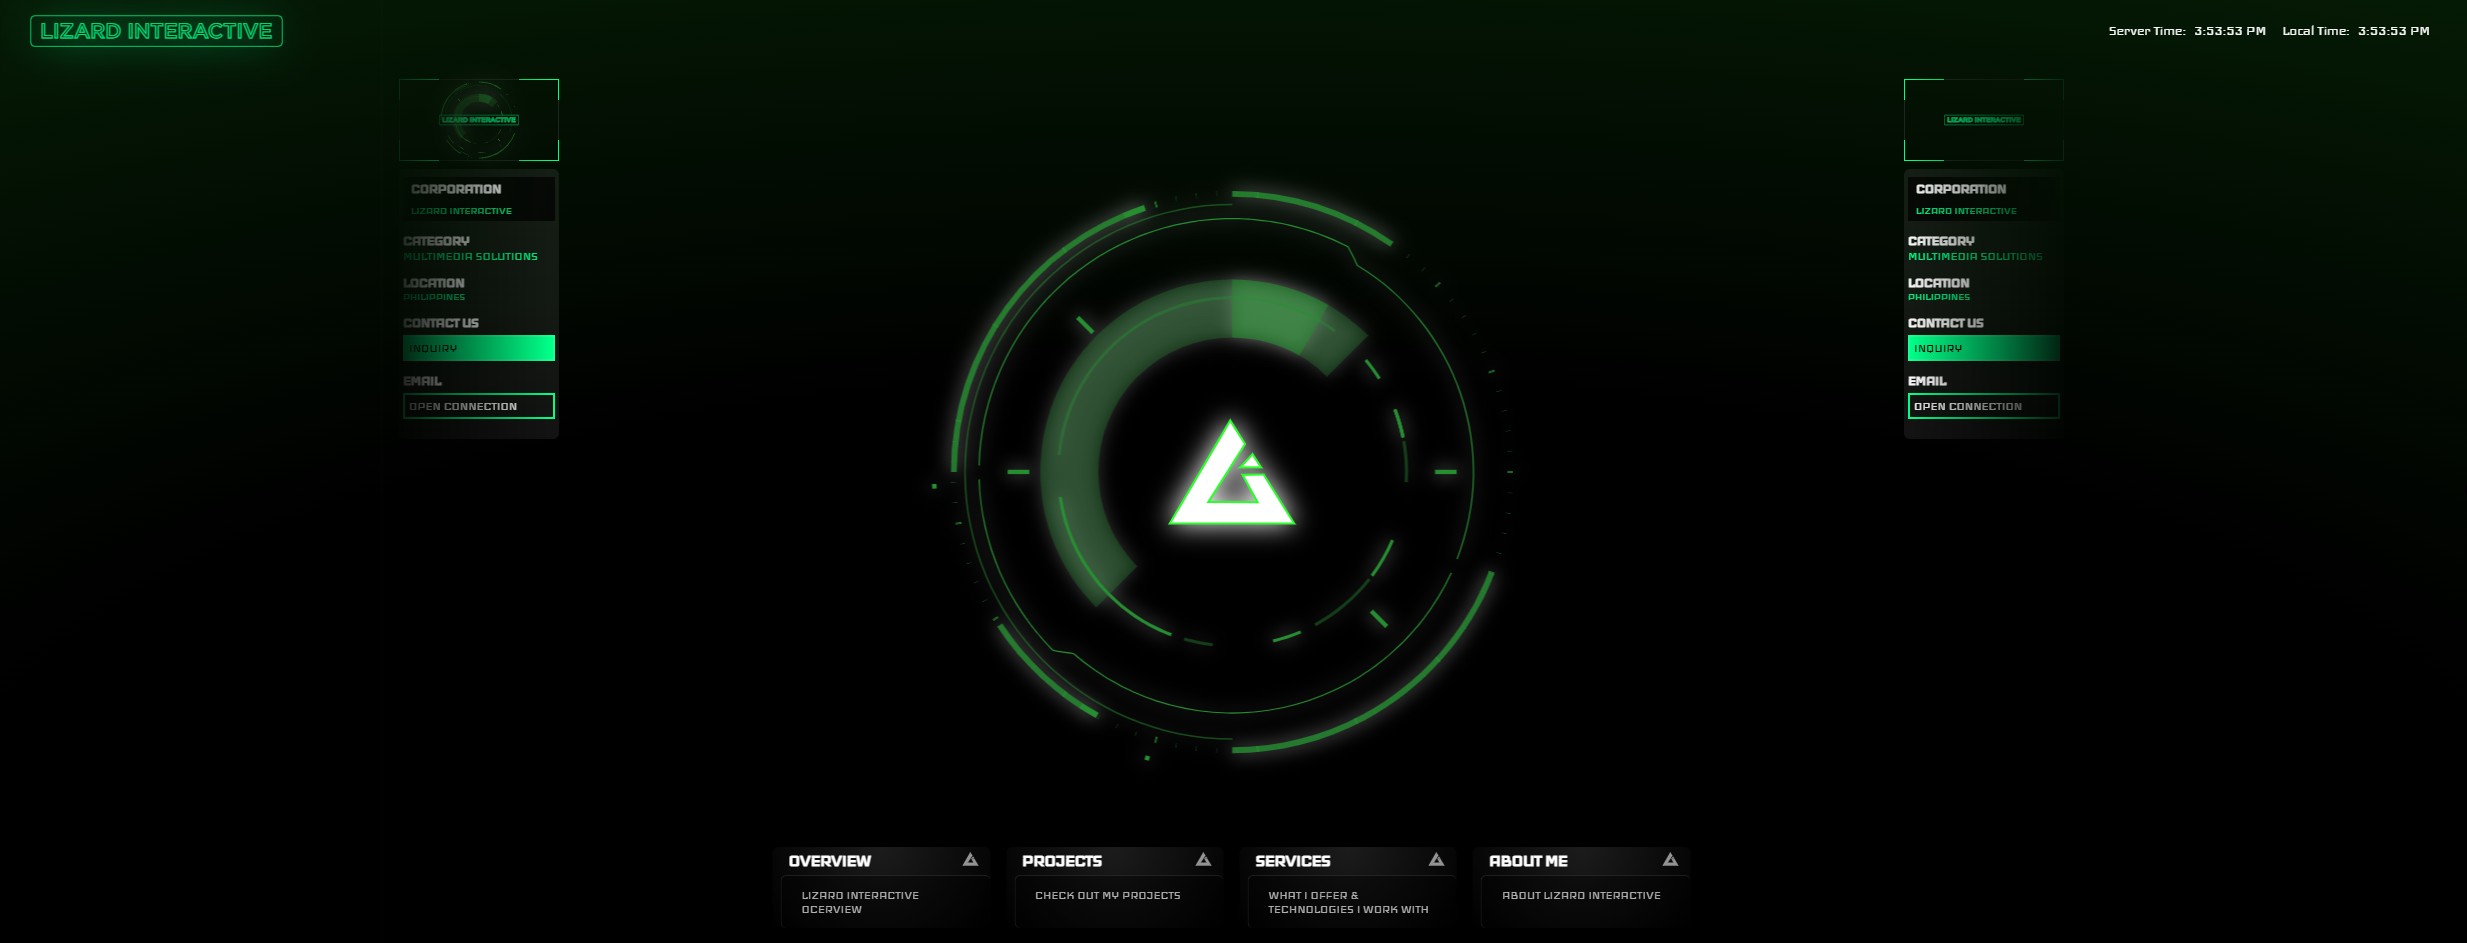 LIZARD INTERACTIVE
Server Time: 3:53:53 PM Local Time: 3:53:53 PM
LIZARD INTERACTIVE
CORPORATION
LIZARD INTERACTIVE
CATEGORY
MULTIMEDIA SOLUTIONS
LOCATION
PHILIPPINES
CONTACT US
INQUIRY
EMAIL
OPEN CONNECTION
LIZARD INTERACTIVE
CORPORATION
LIZARD INTERACTIVE
CATEGORY
MULTIMEDIA SOLUTIONS
LOCATION
PHILIPPINES
CONTACT US
INQUIRY
EMAIL
OPEN CONNECTION
OVERVIEW
LIZARD INTERACTIVE
OCERVIEW
PROJECTS
CHECK OUT MY PROJECTS
SERVICES
WHAT I OFFER &
TECHNOLOGIES I WORK WITH
ABOUT ME
ABOUT LIZARD INTERACTIVE